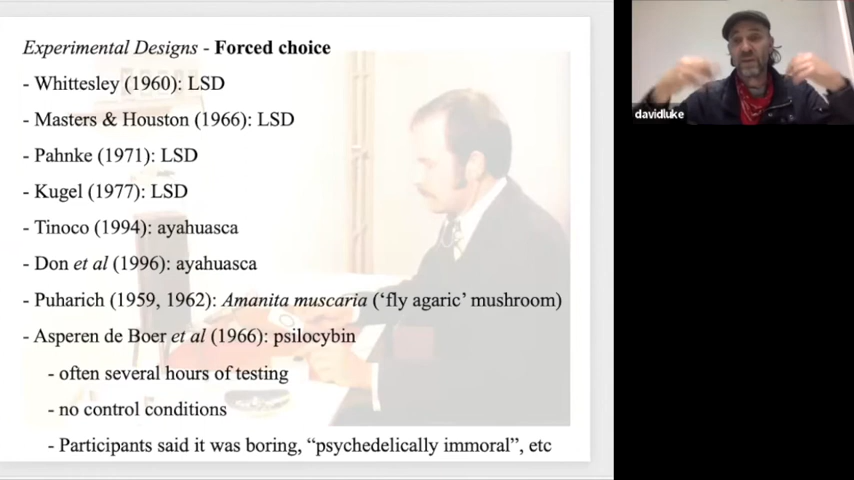 Experimental Designs - Forced choice
- Whittesley (1960): LSD
- Masters & Houston (1966): LSD
- Pahnke (1971): LSD
- Kugel (1977): LSD
- Tinoco (1994): ayahuasca
- Don et al (1996): ayahuasca
- Puharich (1959, 1962): Amanita muscaria (‘fly agaric’ mushroom)
- Asperen de Boer et al (1966): psilocybin
- often several hours of testing
- no control conditions
- Participants said it was boring, “psychedelically immoral”, etc
davidluke